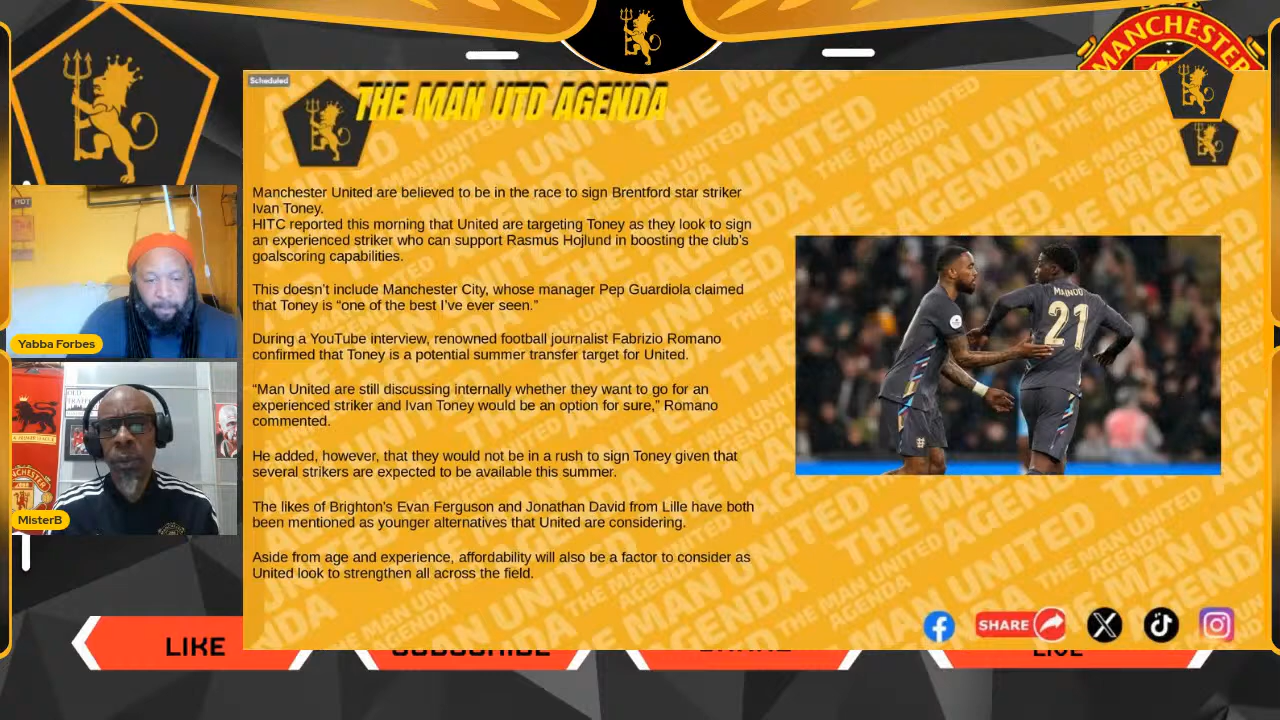 MANCHESTER
Scheduled
THE MAN UTD AGENDA
Manchester United are believed to be in the race to sign Brentford star striker
Ivan Toney.
HITC reported this morning that United are targeting Toney as they look to sign
an experienced striker who can support Rasmus Hojlund in boosting the club's
goalscoring capabilities.
This doesn't include Manchester City, whose manager Pep Guardiola claimed
that Toney is “one of the best I've ever seen.”
During a YouTube interview, renowned football journalist Fabrizio Romano
confirmed that Toney is a potential summer transfer target for United.
“Man United are still discussing internally whether they want to go for an
experienced striker and Ivan Toney would be an option for sure,” Romano
commented.
He added, however, that they would not be in a rush to sign Toney given that
several strikers are expected to be available this summer.
The likes of Brighton's Evan Ferguson and Jonathan David from Lille have both
been mentioned as younger alternatives that United are considering.
Aside from age and experience, affordability will also be a factor to consider as
United look to strengthen all across the field.
MAINOO
21
HOT
Yabba Forbes
OLD
MisterB
SHARE
LIKE
SUBSCRIBE
SHARE
LIVE